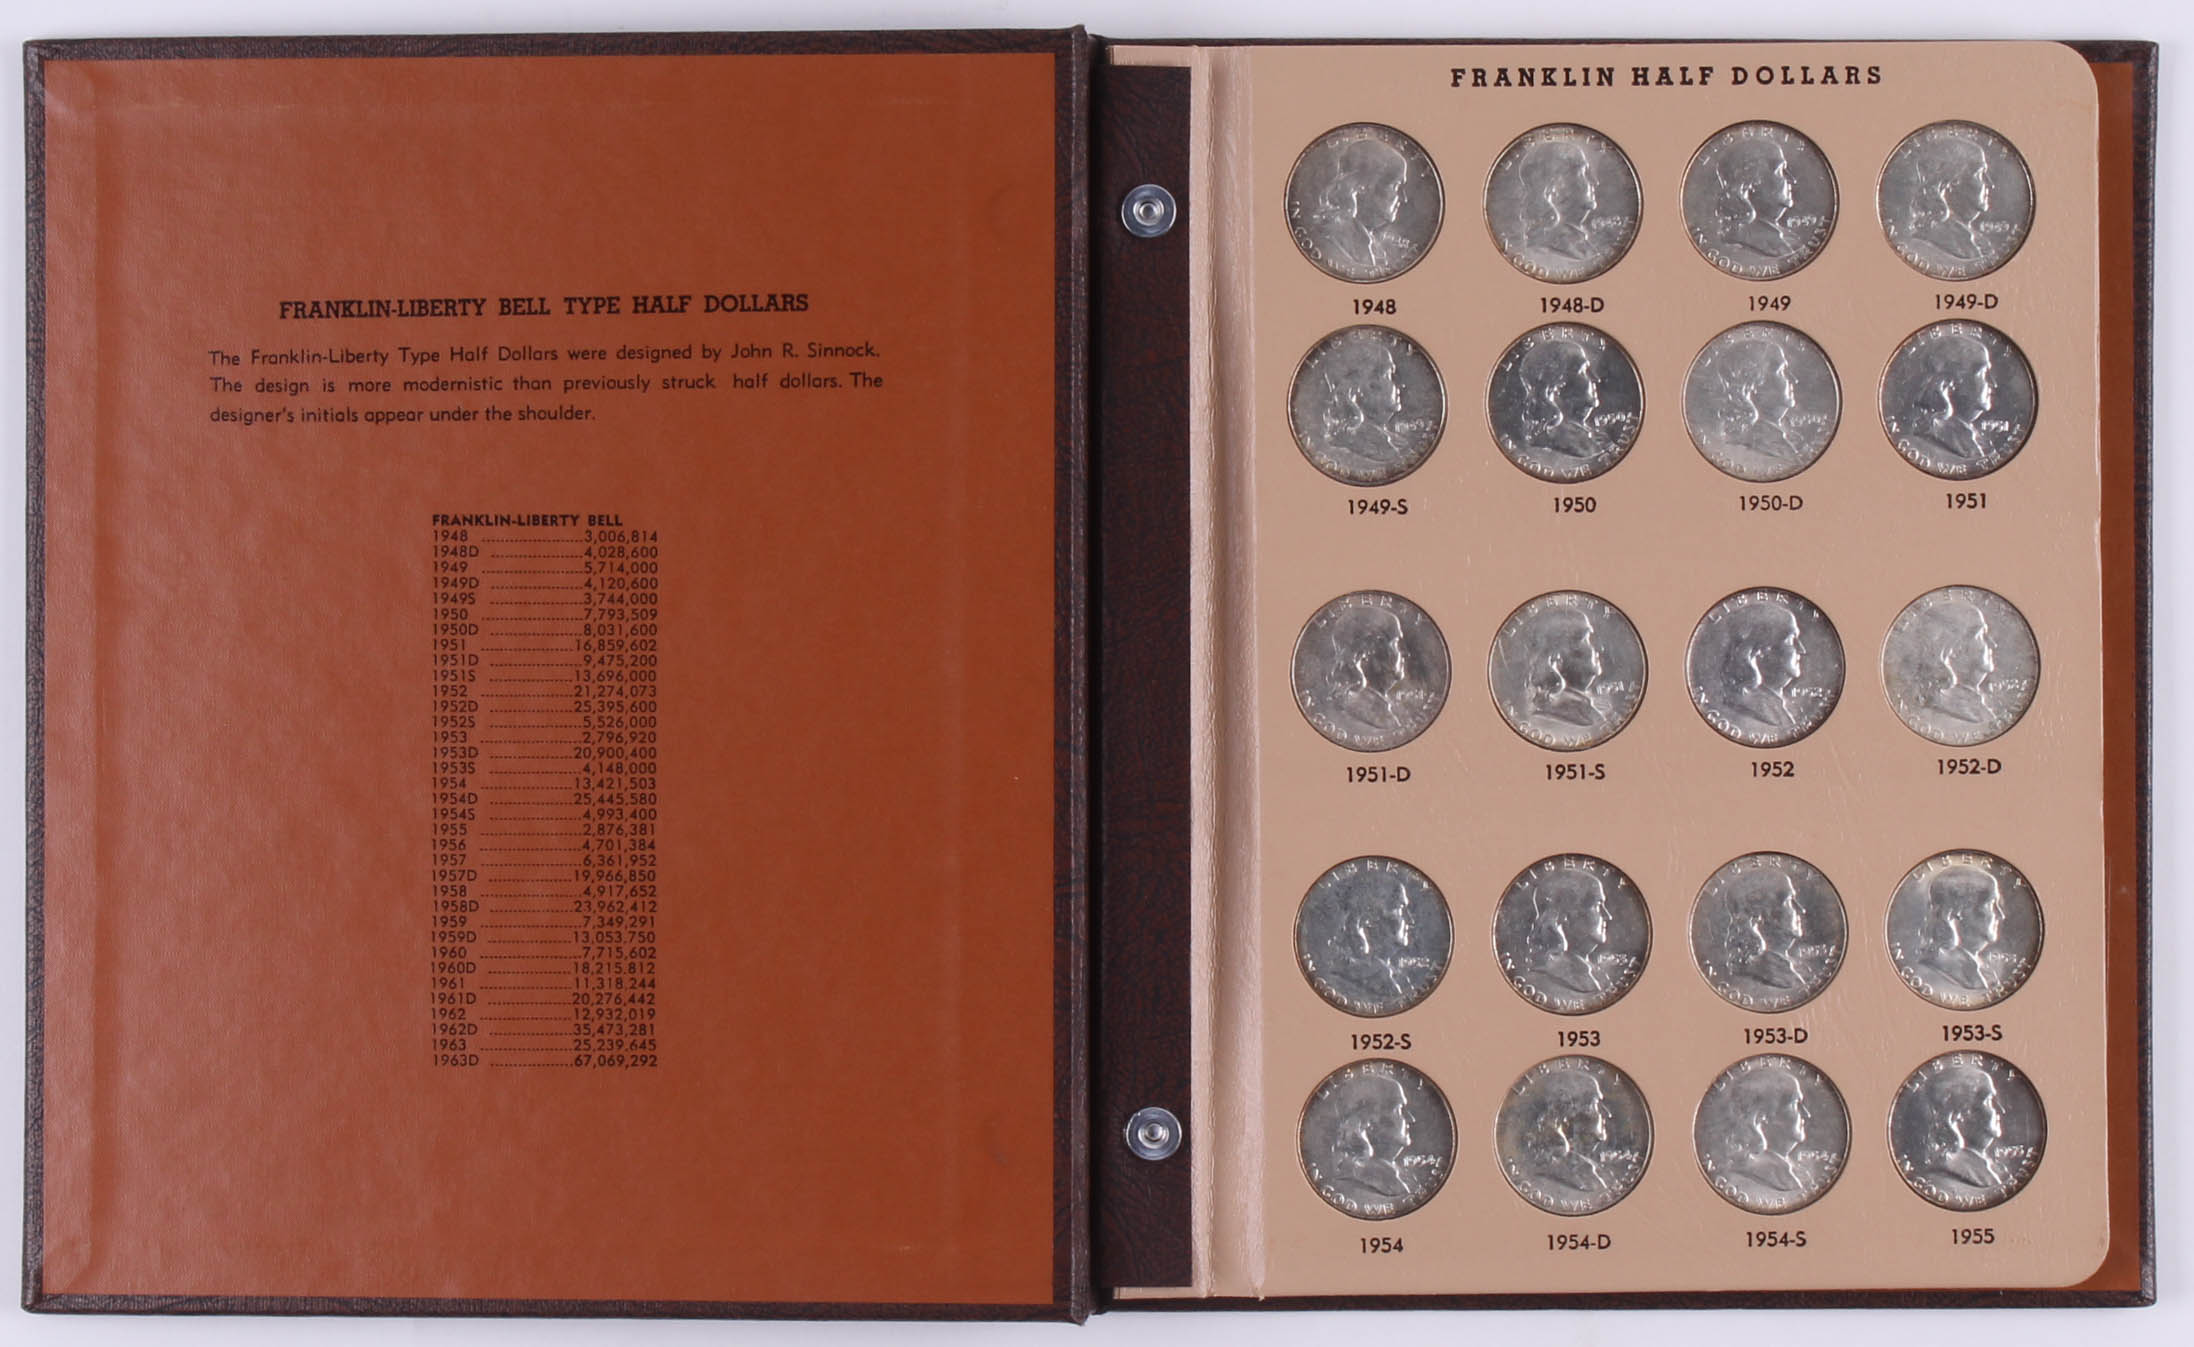 FRANKLIN-LIBERTY BELL TYPE HALF DOLLARS
The Franklin-Liberty Type Half Dollars were designed by John R. Sinnock.
The design is more modernistic than previously struck half dollars. The
designer's initials appear under the shoulder.
FRANKLIN-LIBERTY BELL
1948 ........................3,006,814
1948D ......................4,028,600
1949 ........................5,714,000
1949D ......................4,120,600
1949S ......................3,744,000
1950 ........................7,793,509
1950D ......................8,031,600
1951 ......................16,859,602
1951D ......................9,475,200
1951S ....................13,696,000
1952 ......................21,274,073
1952D ....................25,395,600
1952S ......................5,526,000
1953 ........................2,796,920
1953D ....................20,900,400
1953S ......................4,148,000
1954 ......................13,421,503
1954D ....................25,445,580
1954S ......................4,993,400
1955 ........................2,876,381
1956 ........................4,701,384
1957 ........................6,361,952
1957D ....................19,966,850
1958 ........................4,917,652
1958D ....................23,962,412
1959 ........................7,349,291
1959D ....................13,053,750
1960 ........................7,715,602
1960D ....................18,215,812
1961 ......................11,318,244
1961D ....................20,276,442
1962 ......................12,932,019
1962D ....................35,473,281
1963 ......................25,239,645
1963D ....................67,069,292
FRANKLIN HALF DOLLARS
1948 1948-D 1949 1949-D
1949-S 1950 1950-D 1951
1951-D 1951-S 1952 1952-D
1952-S 1953 1953-D 1953-S
1954 1954-D 1954-S 1955